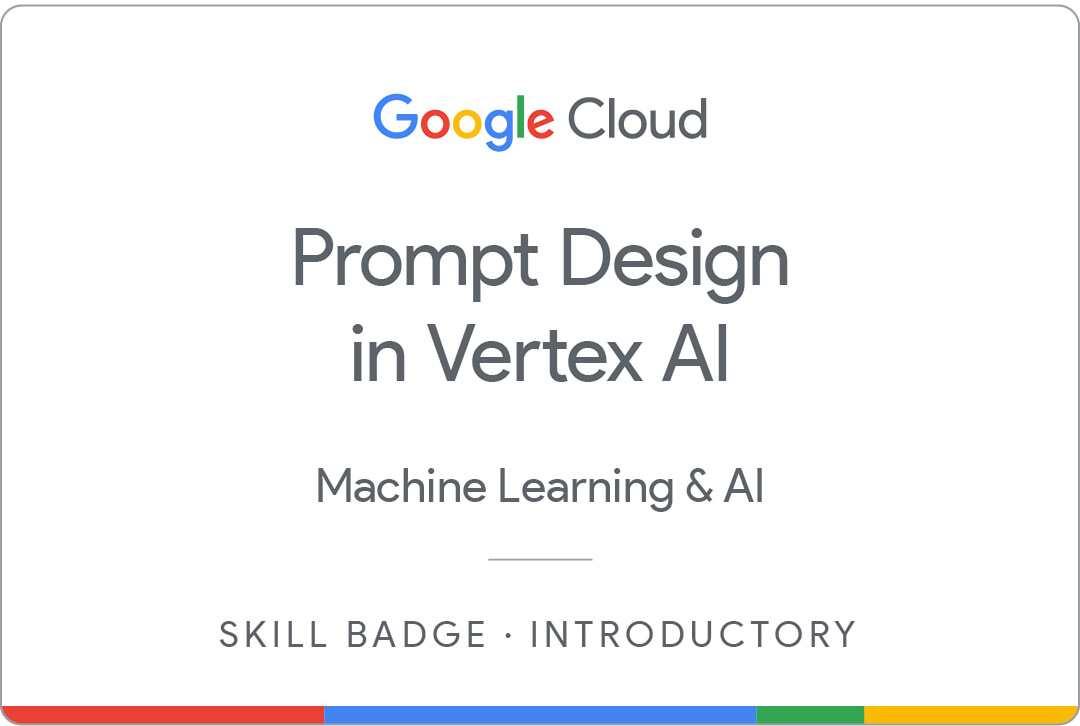 Google Cloud
Prompt Design
in Vertex AI
Machine Learning & AI
SKILL BADGE · INTRODUCTORY